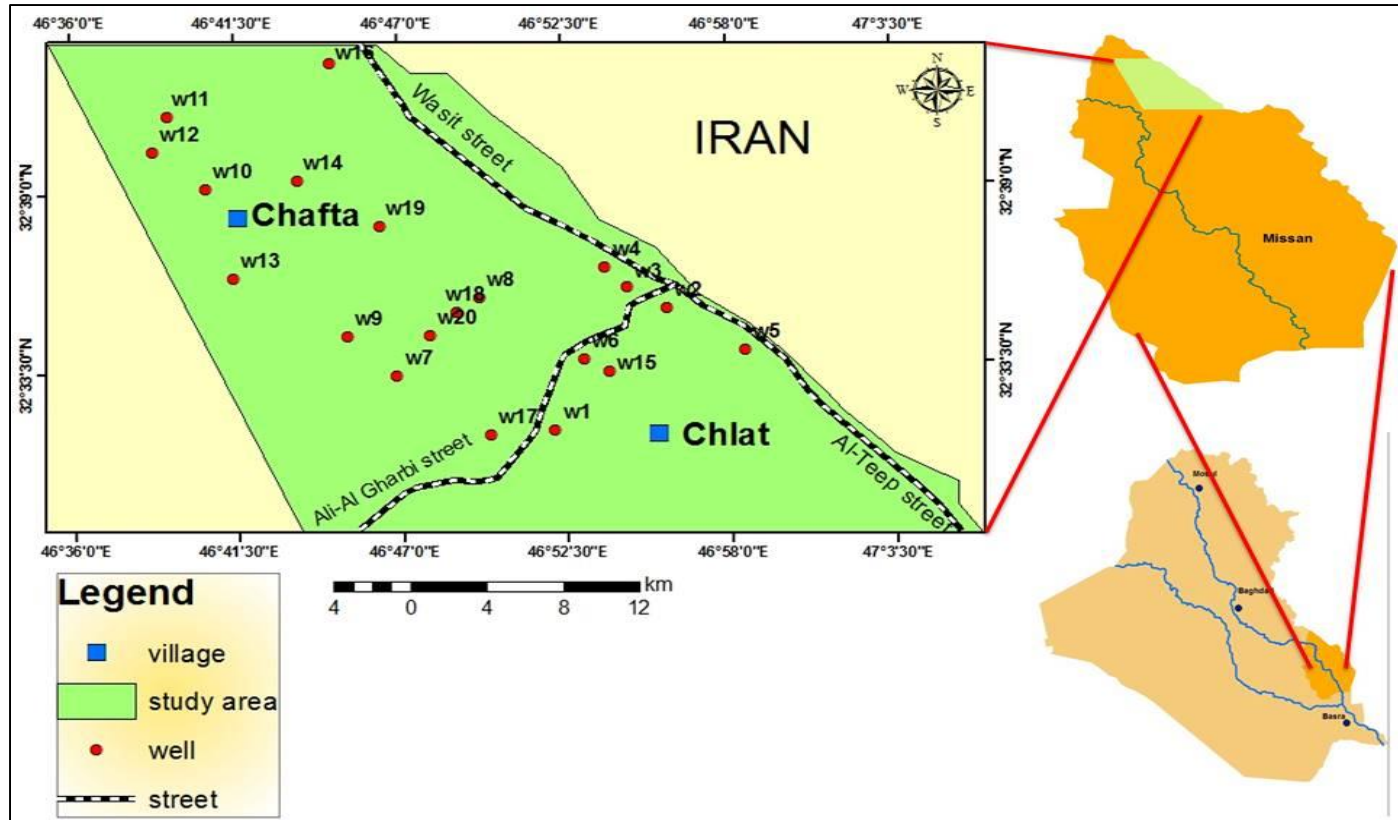 46°36'0"E 46°41'30"E 46°47'0"E 46°52'30"E 46°58'0"E 47°3'30"E
w16
N
W E
S
Wasit street
IRAN
w11
w12
w10
w14
32°39'0"N
32°39'0"N
Chafta
w19
w13
w4
w3
w2
w8
w18
w20
w9
w7
w5
w6
w15
32°33'30"N
32°33'30"N
w17
w1
Chlat
Ali-Al Gharbi street
Al-Teep street
46°36'0"E 46°41'30"E 46°47'0"E 46°52'30"E 46°58'0"E 47°3'30"E
km
4 0 4 8 12
Legend
village
study area
well
street
Missan
Mosul
Baghdad
Basra